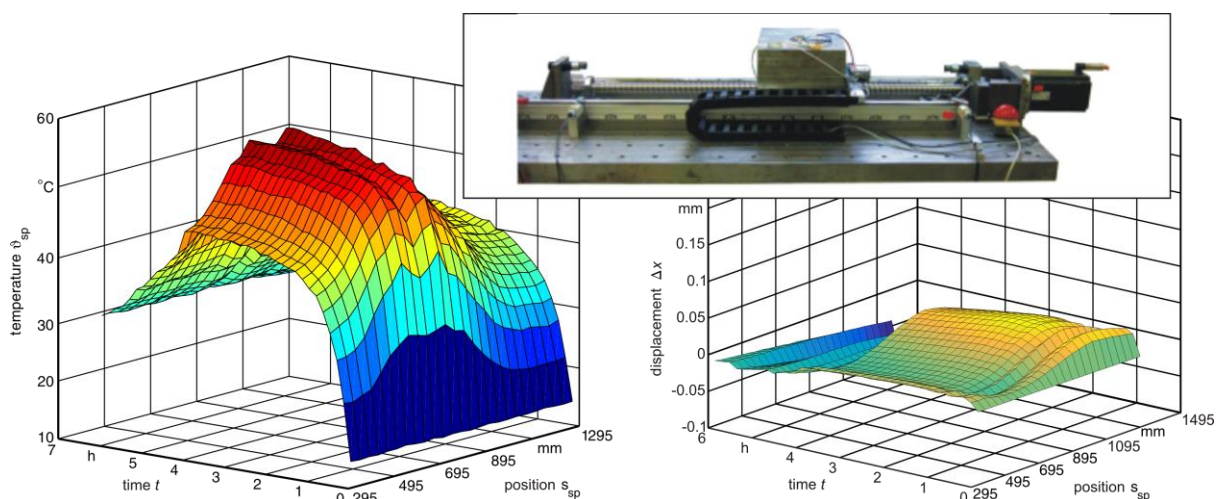 60
°C
40
30
20
10
temperature ϑsp
7
h
5
4
3
2
1
0
time t
295
495
695
895
mm
1295
position ssp
mm
0.15
0.1
0.05
0
-0.05
-0.1
displacement Δx
6
h
4
3
2
1
0
time t
295
495
695
895
1095
mm
1495
position ssp